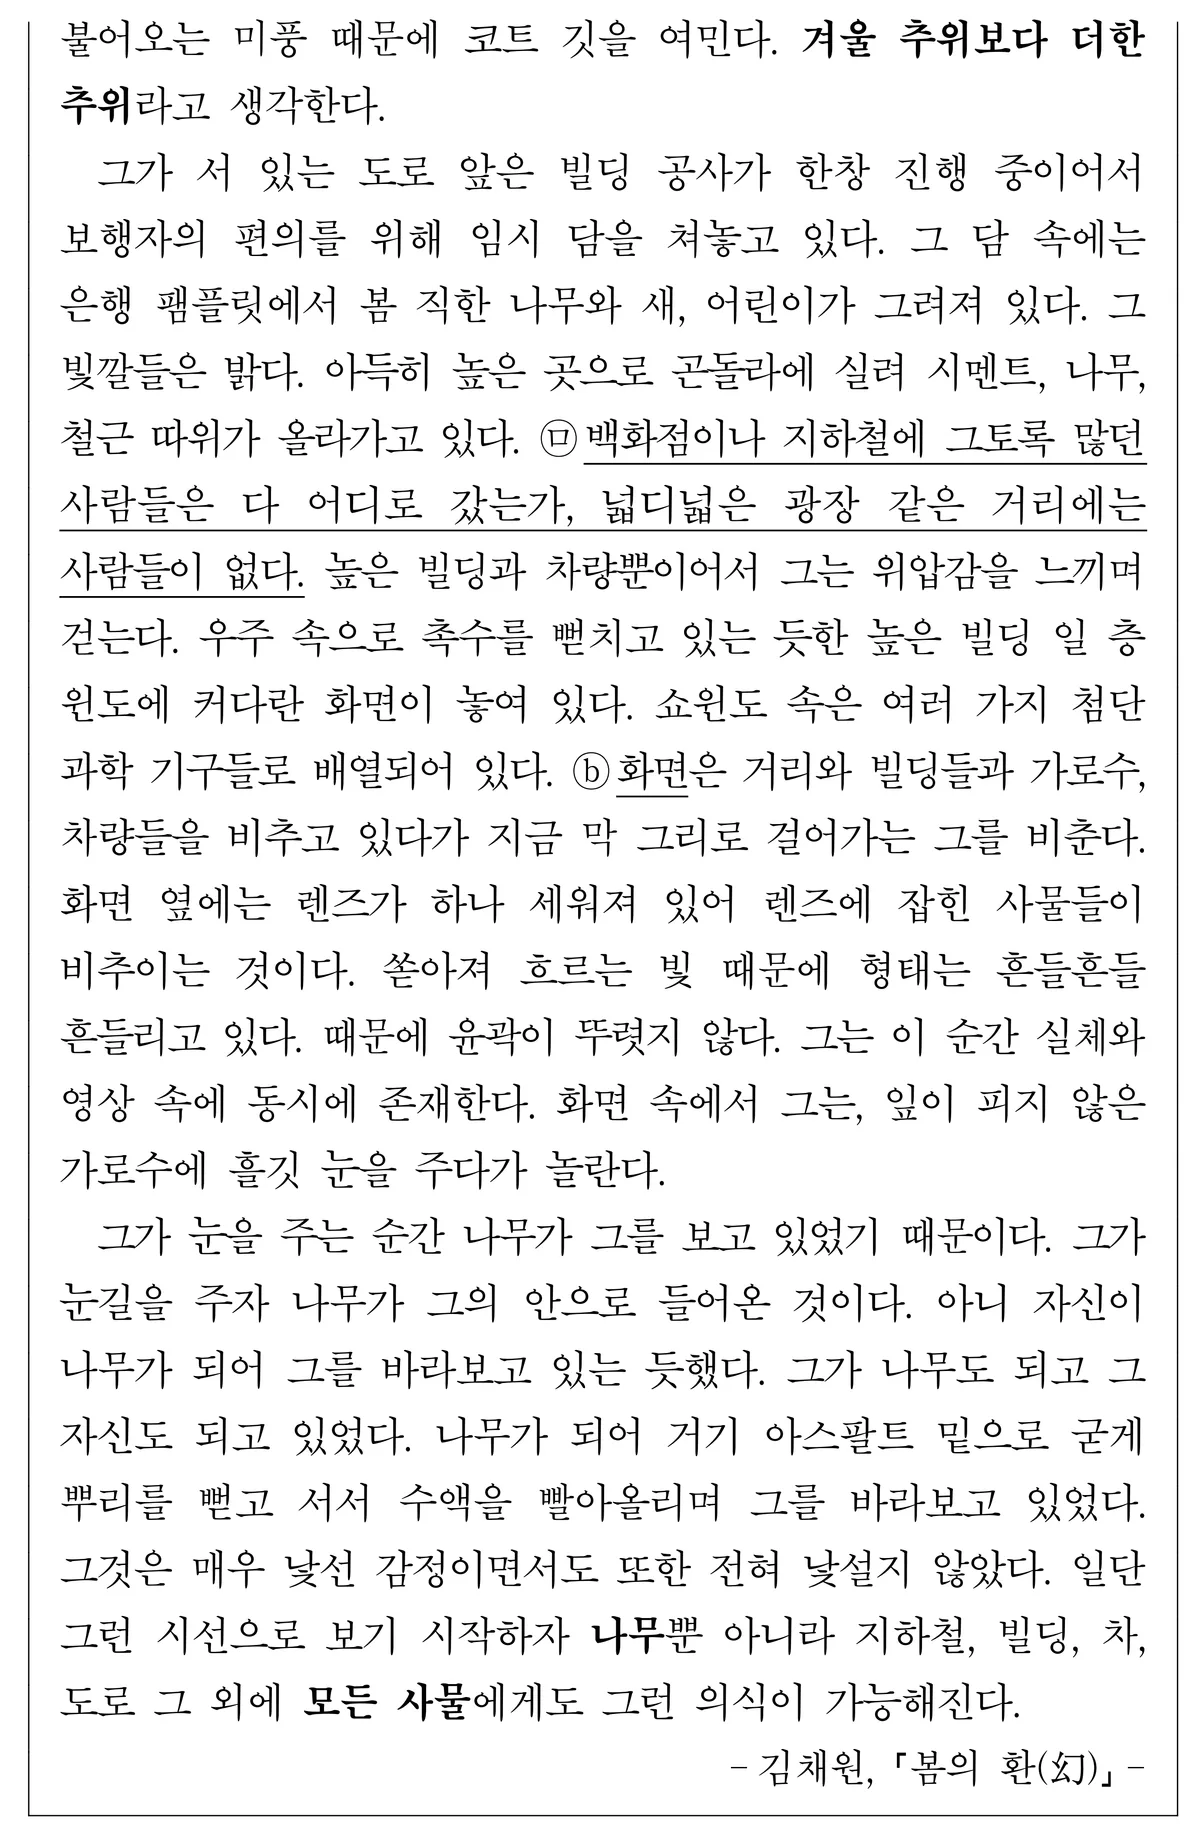 불어오는 미풍 때문에 코트 깃을 여민다. 겨울 추위보다 더한
추위라고 생각한다.
그가 서 있는 도로 앞은 빌딩 공사가 한창 진행 중이어서
보행자의 편의를 위해 임시 담을 쳐놓고 있다. 그 담 속에는
은행 팸플릿에서 봄 직한 나무와 새, 어린이가 그려져 있다. 그
빛깔들은 밝다. 아득히 높은 곳으로 곤돌라에 실려 시멘트, 나무,
철근 따위가 올라가고 있다. ㉤백화점이나 지하철에 그토록 많던
사람들은 다 어디로 갔는가, 넓디넓은 광장 같은 거리에는
사람들이 없다. 높은 빌딩과 차량뿐이어서 그는 위압감을 느끼며
걷는다. 우주 속으로 촉수를 뻗치고 있는 듯한 높은 빌딩 일 층
윈도에 커다란 화면이 놓여 있다. 쇼윈도 속은 여러 가지 첨단
과학 기구들로 배열되어 있다. ⓑ화면은 거리와 빌딩들과 가로수,
차량들을 비추고 있다가 지금 막 그리로 걸어가는 그를 비춘다.
화면 옆에는 렌즈가 하나 세워져 있어 렌즈에 잡힌 사물들이
비추이는 것이다. 쏟아져 흐르는 빛 때문에 형태는 흔들흔들
흔들리고 있다. 때문에 윤곽이 뚜렷지 않다. 그는 이 순간 실체와
영상 속에 동시에 존재한다. 화면 속에서 그는, 잎이 피지 않은
가로수에 흘깃 눈을 주다가 놀란다.
그가 눈을 주는 순간 나무가 그를 보고 있었기 때문이다. 그가
눈길을 주자 나무가 그의 안으로 들어온 것이다. 아니 자신이
나무가 되어 그를 바라보고 있는 듯했다. 그가 나무도 되고 그
자신도 되고 있었다. 나무가 되어 거기 아스팔트 밑으로 굳게
뿌리를 뻗고 서서 수액을 빨아올리며 그를 바라보고 있었다.
그것은 매우 낯선 감정이면서도 또한 전혀 낯설지 않았다. 일단
그런 시선으로 보기 시작하자 나무뿐 아니라 지하철, 빌딩, 차,
도로 그 외에 모든 사물에게도 그런 의식이 가능해진다.
- 김채원, 「봄의 환(幻)」 -